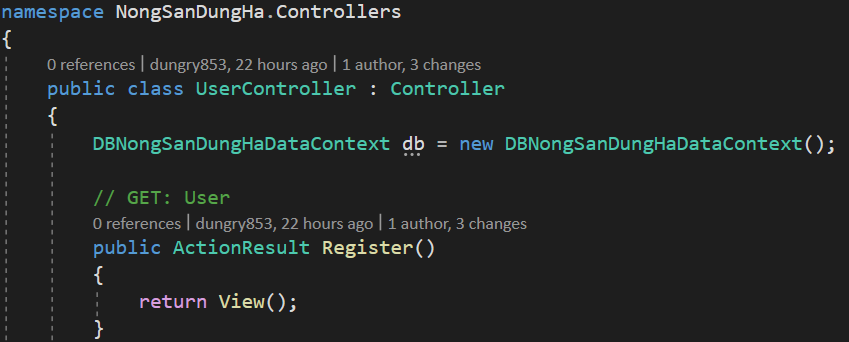 namespace NongSanDungHa.Controllers
{
0 references | dungry853, 22 hours ago | 1 author, 3 changes
public class UserController : Controller
{
DBNongSanDungHaDataContext db = new DBNongSanDungHaDataContext();
// GET: User
0 references | dungry853, 22 hours ago | 1 author, 3 changes
public ActionResult Register()
{
return View();
}